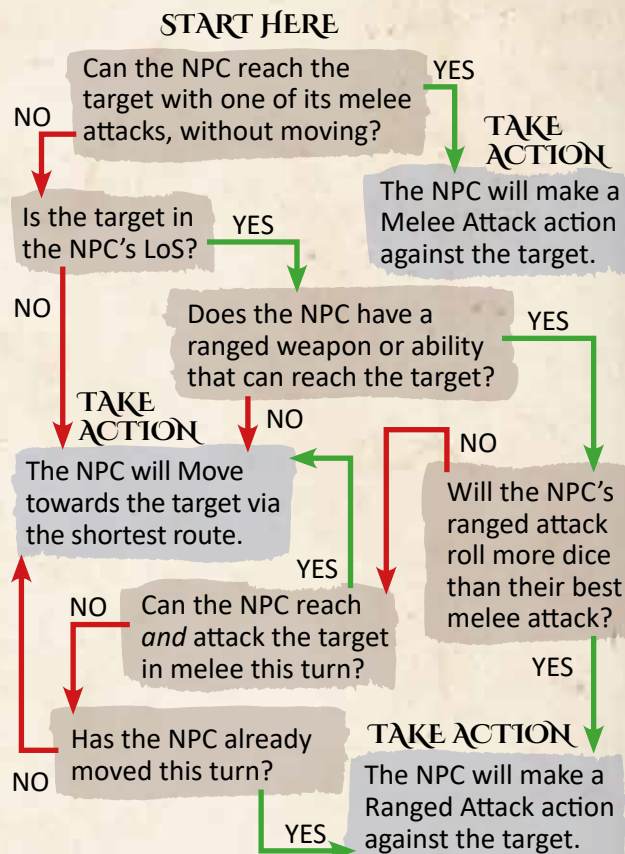 START HERE
Can the NPC reach the
target with one of its melee
attacks, without moving?
YES
NO
TAKE
ACTION
The NPC will make a
Melee Attack action
against the target.
Is the target in
the NPC’s LoS?
YES
NO
Does the NPC have a
ranged weapon or ability
that can reach the target?
YES
NO
TAKE
ACTION
The NPC will Move
towards the target via
the shortest route.
NO
Will the NPC’s
ranged attack
roll more dice
than their best
melee attack?
YES
YES
NO
Can the NPC reach
and attack the target
in melee this turn?
Has the NPC already
moved this turn?
NO
YES
TAKE ACTION
The NPC will make a
Ranged Attack action
against the target.